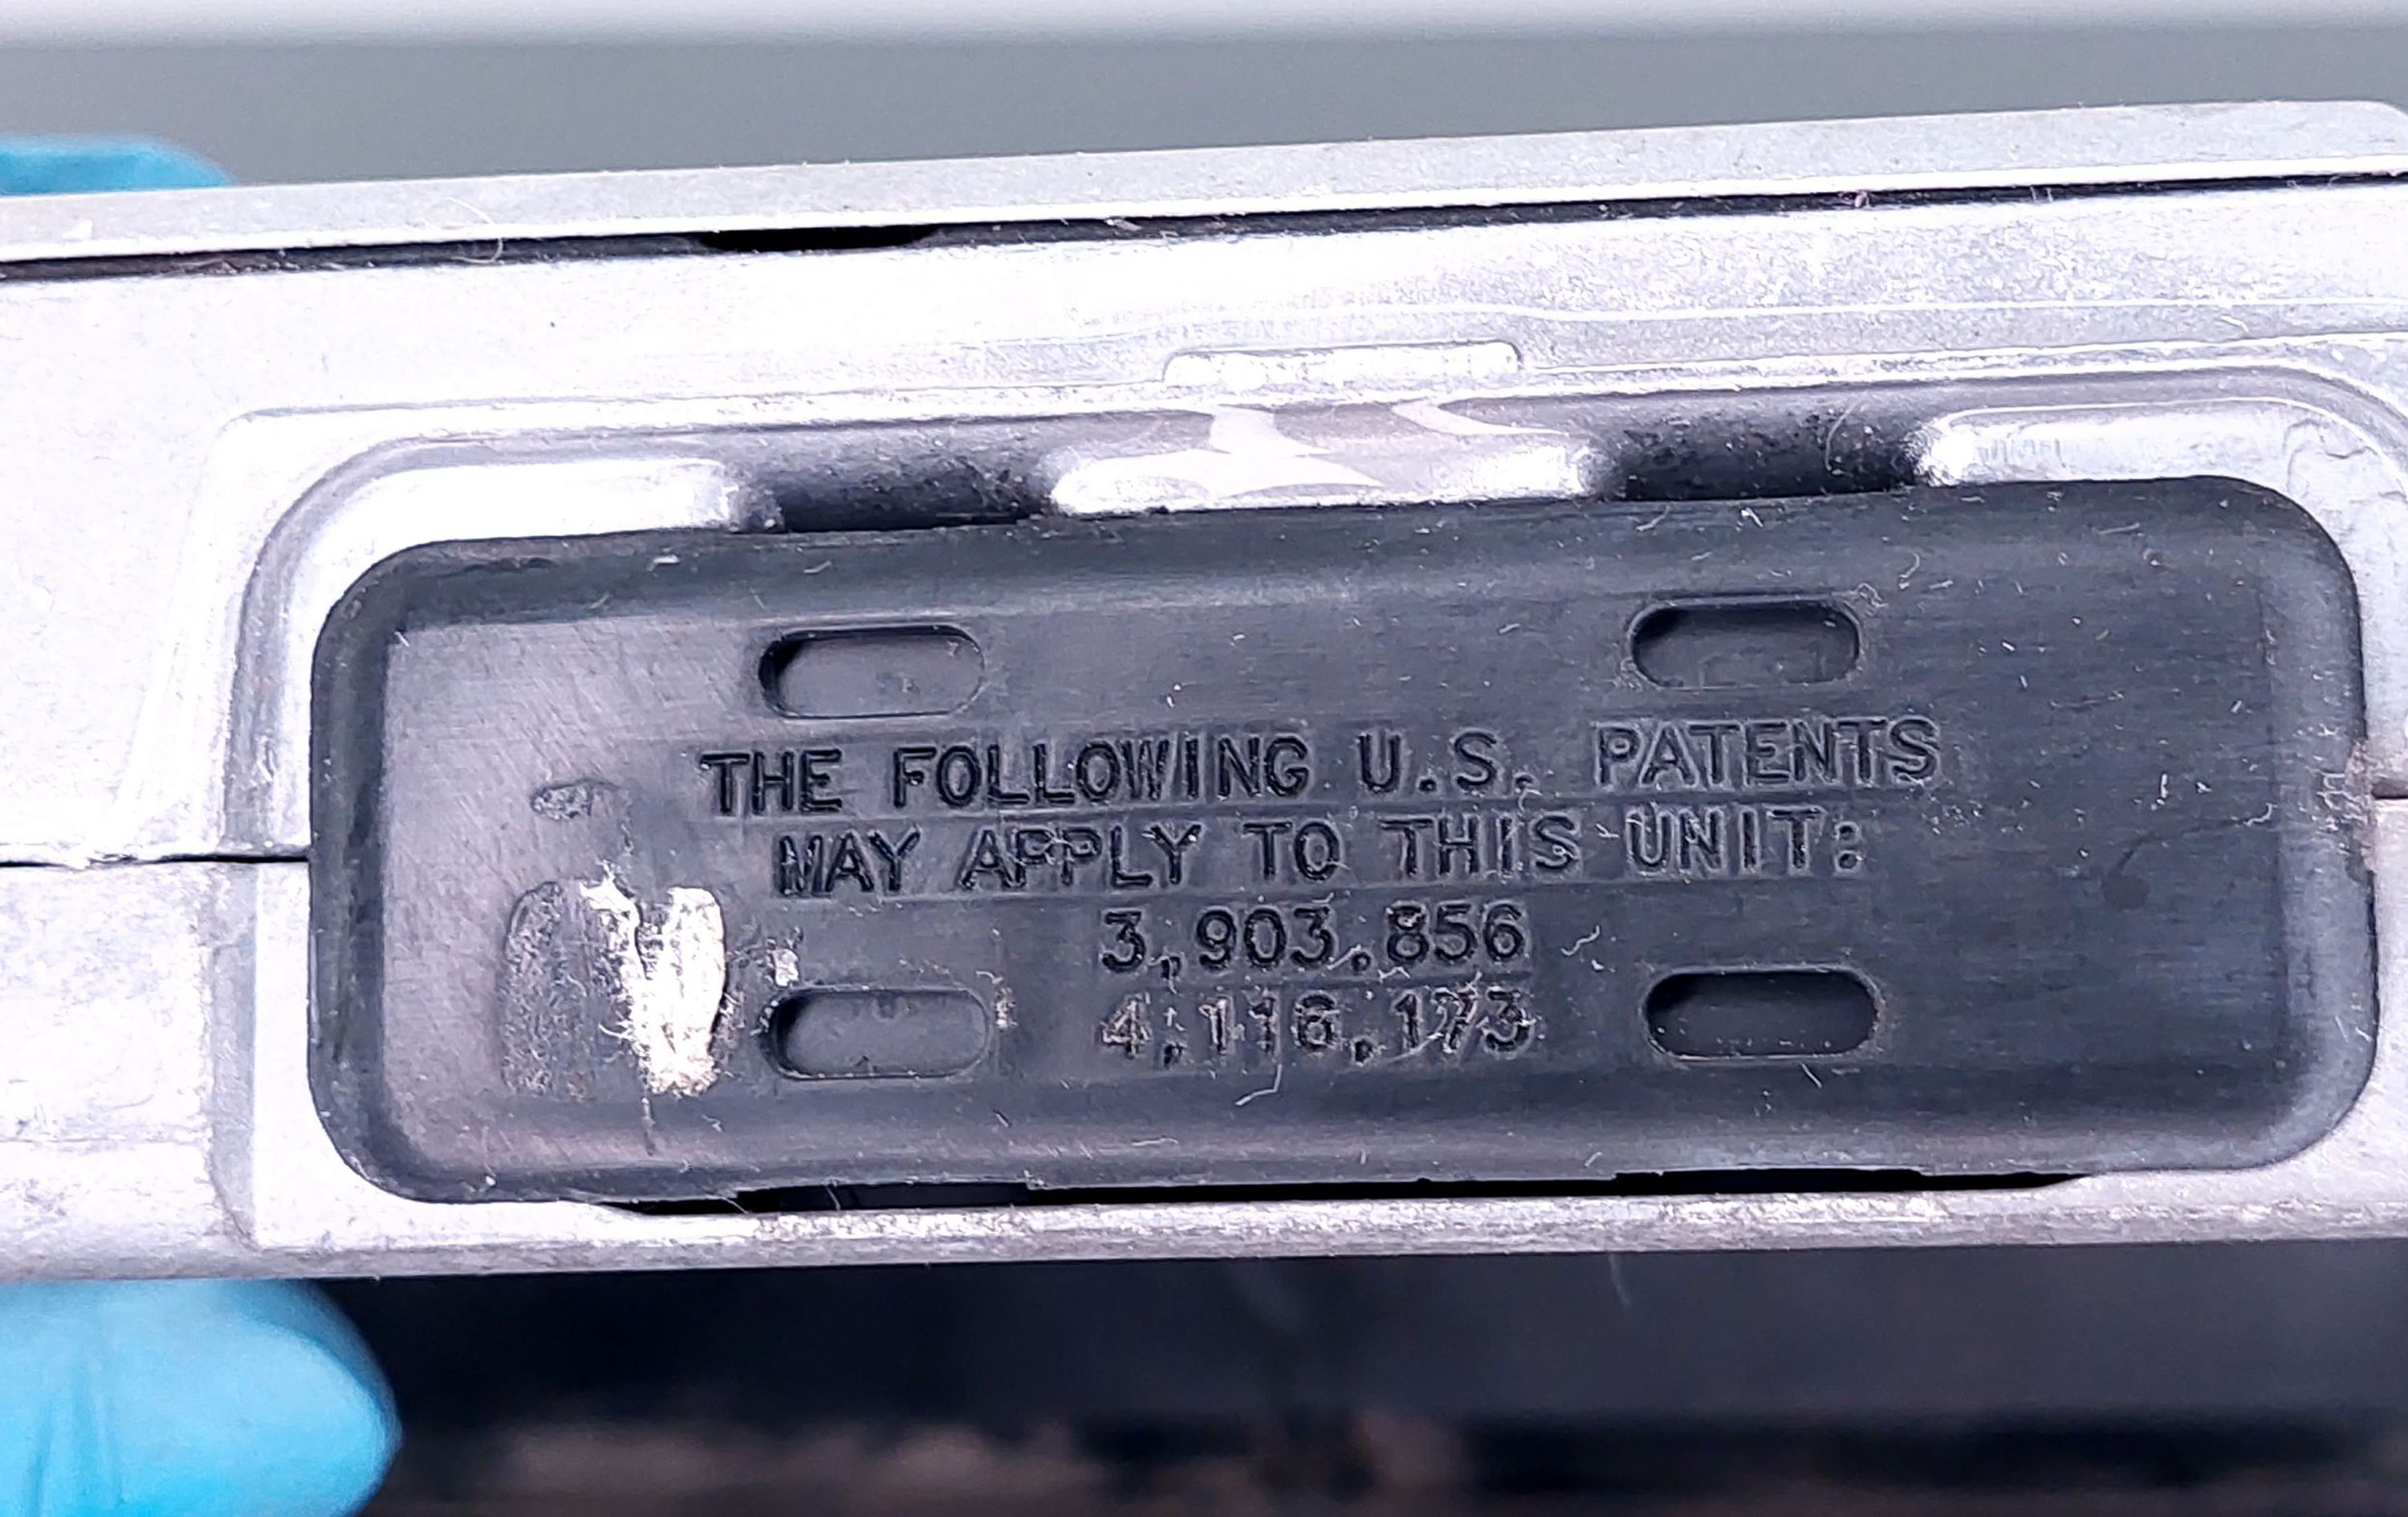 THE FOLLOWING U.S. PATENTS
MAY APPLY TO THIS UNIT:
3,903,856
4,116,173